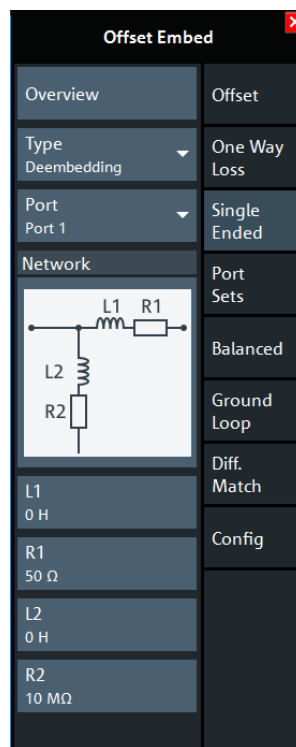 Offset Embed
Overview
Type
Deembedding
Port
Port 1
Network
L1 R1
L2
R2
L1
0 H
R1
50 Ω
L2
0 H
R2
10 MΩ
Offset
One Way
Loss
Single
Ended
Port
Sets
Balanced
Ground
Loop
Diff.
Match
Config